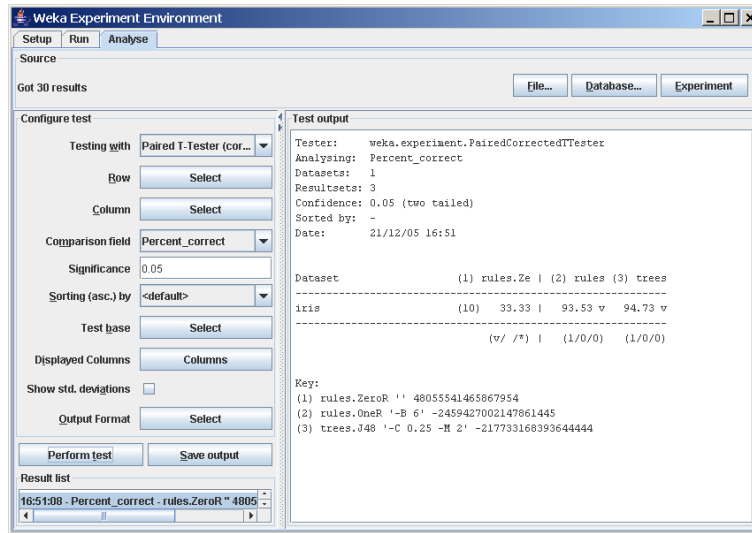 Weka Experiment Environment
Setup Run Analyse
Source
Got 30 results
File... Database... Experiment
Configure test
Testing with Paired T-Tester (cor...
Row Select
Column Select
Comparison field Percent_correct
Significance 0.05
Sorting (asc.) by <default>
Test base Select
Displayed Columns Columns
Show std. deviations
Output Format Select
Perform test Save output
Result list
16:51:08 - Percent_correct - rules.ZeroR '' 4805
Test output
Tester: weka.experiment.PairedCorrectedTTester
Analysing: Percent_correct
Datasets: 1
Resultsets: 3
Confidence: 0.05 (two tailed)
Sorted by: -
Date: 21/12/05 16:51
Dataset (1) rules.Ze | (2) rules (3) trees
--------------------------------------------------------------
iris (10) 33.33 | 93.53 v 94.73 v
--------------------------------------------------------------
(v/ /*) | (1/0/0) (1/0/0)
Key:
(1) rules.ZeroR '' 48055541465867954
(2) rules.OneR '-B 6' -2459427002147861445
(3) trees.J48 '-C 0.25 -M 2' -217733168393644444